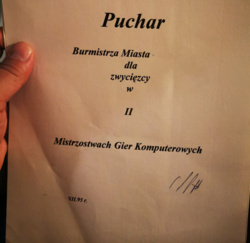 Puchar
Burmistrza Miasta
dla
zwycięzcy
w
II
Mistrzostwach Gier Komputerowych